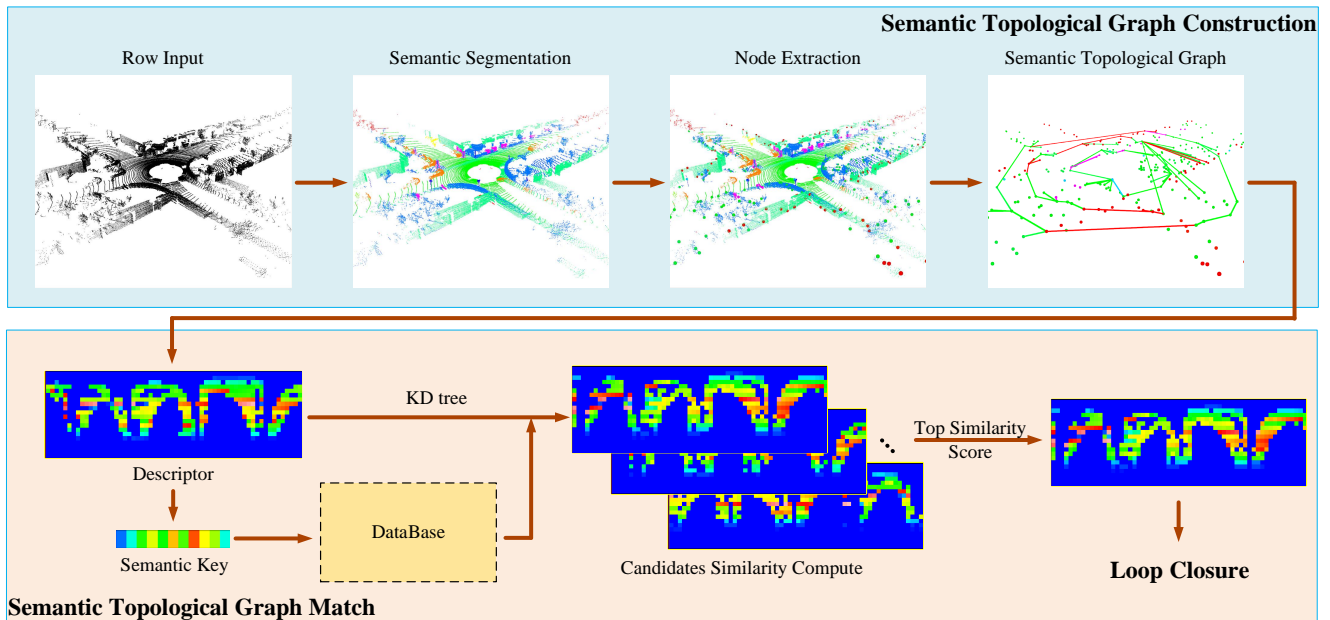 Semantic Topological Graph Construction
Row Input
Semantic Segmentation
Node Extraction
Semantic Topological Graph
KD tree
Top Similarity
Score
Descriptor
DataBase
Semantic Key
Candidates Similarity Compute
Loop Closure
Semantic Topological Graph Match